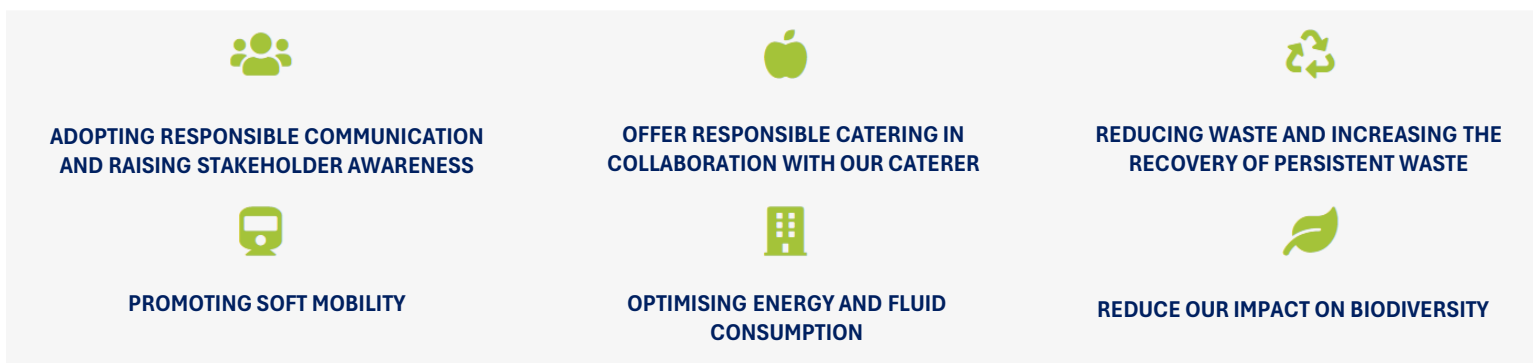 ADOPTING RESPONSIBLE COMMUNICATION
AND RAISING STAKEHOLDER AWARENESS
OFFER RESPONSIBLE CATERING IN
COLLABORATION WITH OUR CATERER
REDUCING WASTE AND INCREASING THE
RECOVERY OF PERSISTENT WASTE
PROMOTING SOFT MOBILITY
OPTIMISING ENERGY AND FLUID
CONSUMPTION
REDUCE OUR IMPACT ON BIODIVERSITY